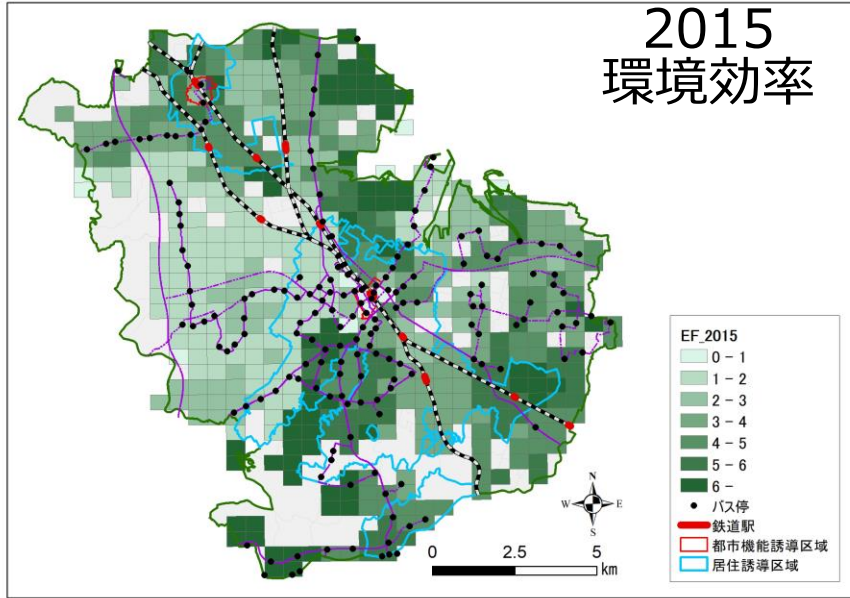 2015
環境効率
EF_2015
0 - 1
1 - 2
2 - 3
3 - 4
4 - 5
5 - 6
6 -
バス停
鉄道駅
都市機能誘導区域
居住誘導区域
N
W E
S
0 2.5 5
km